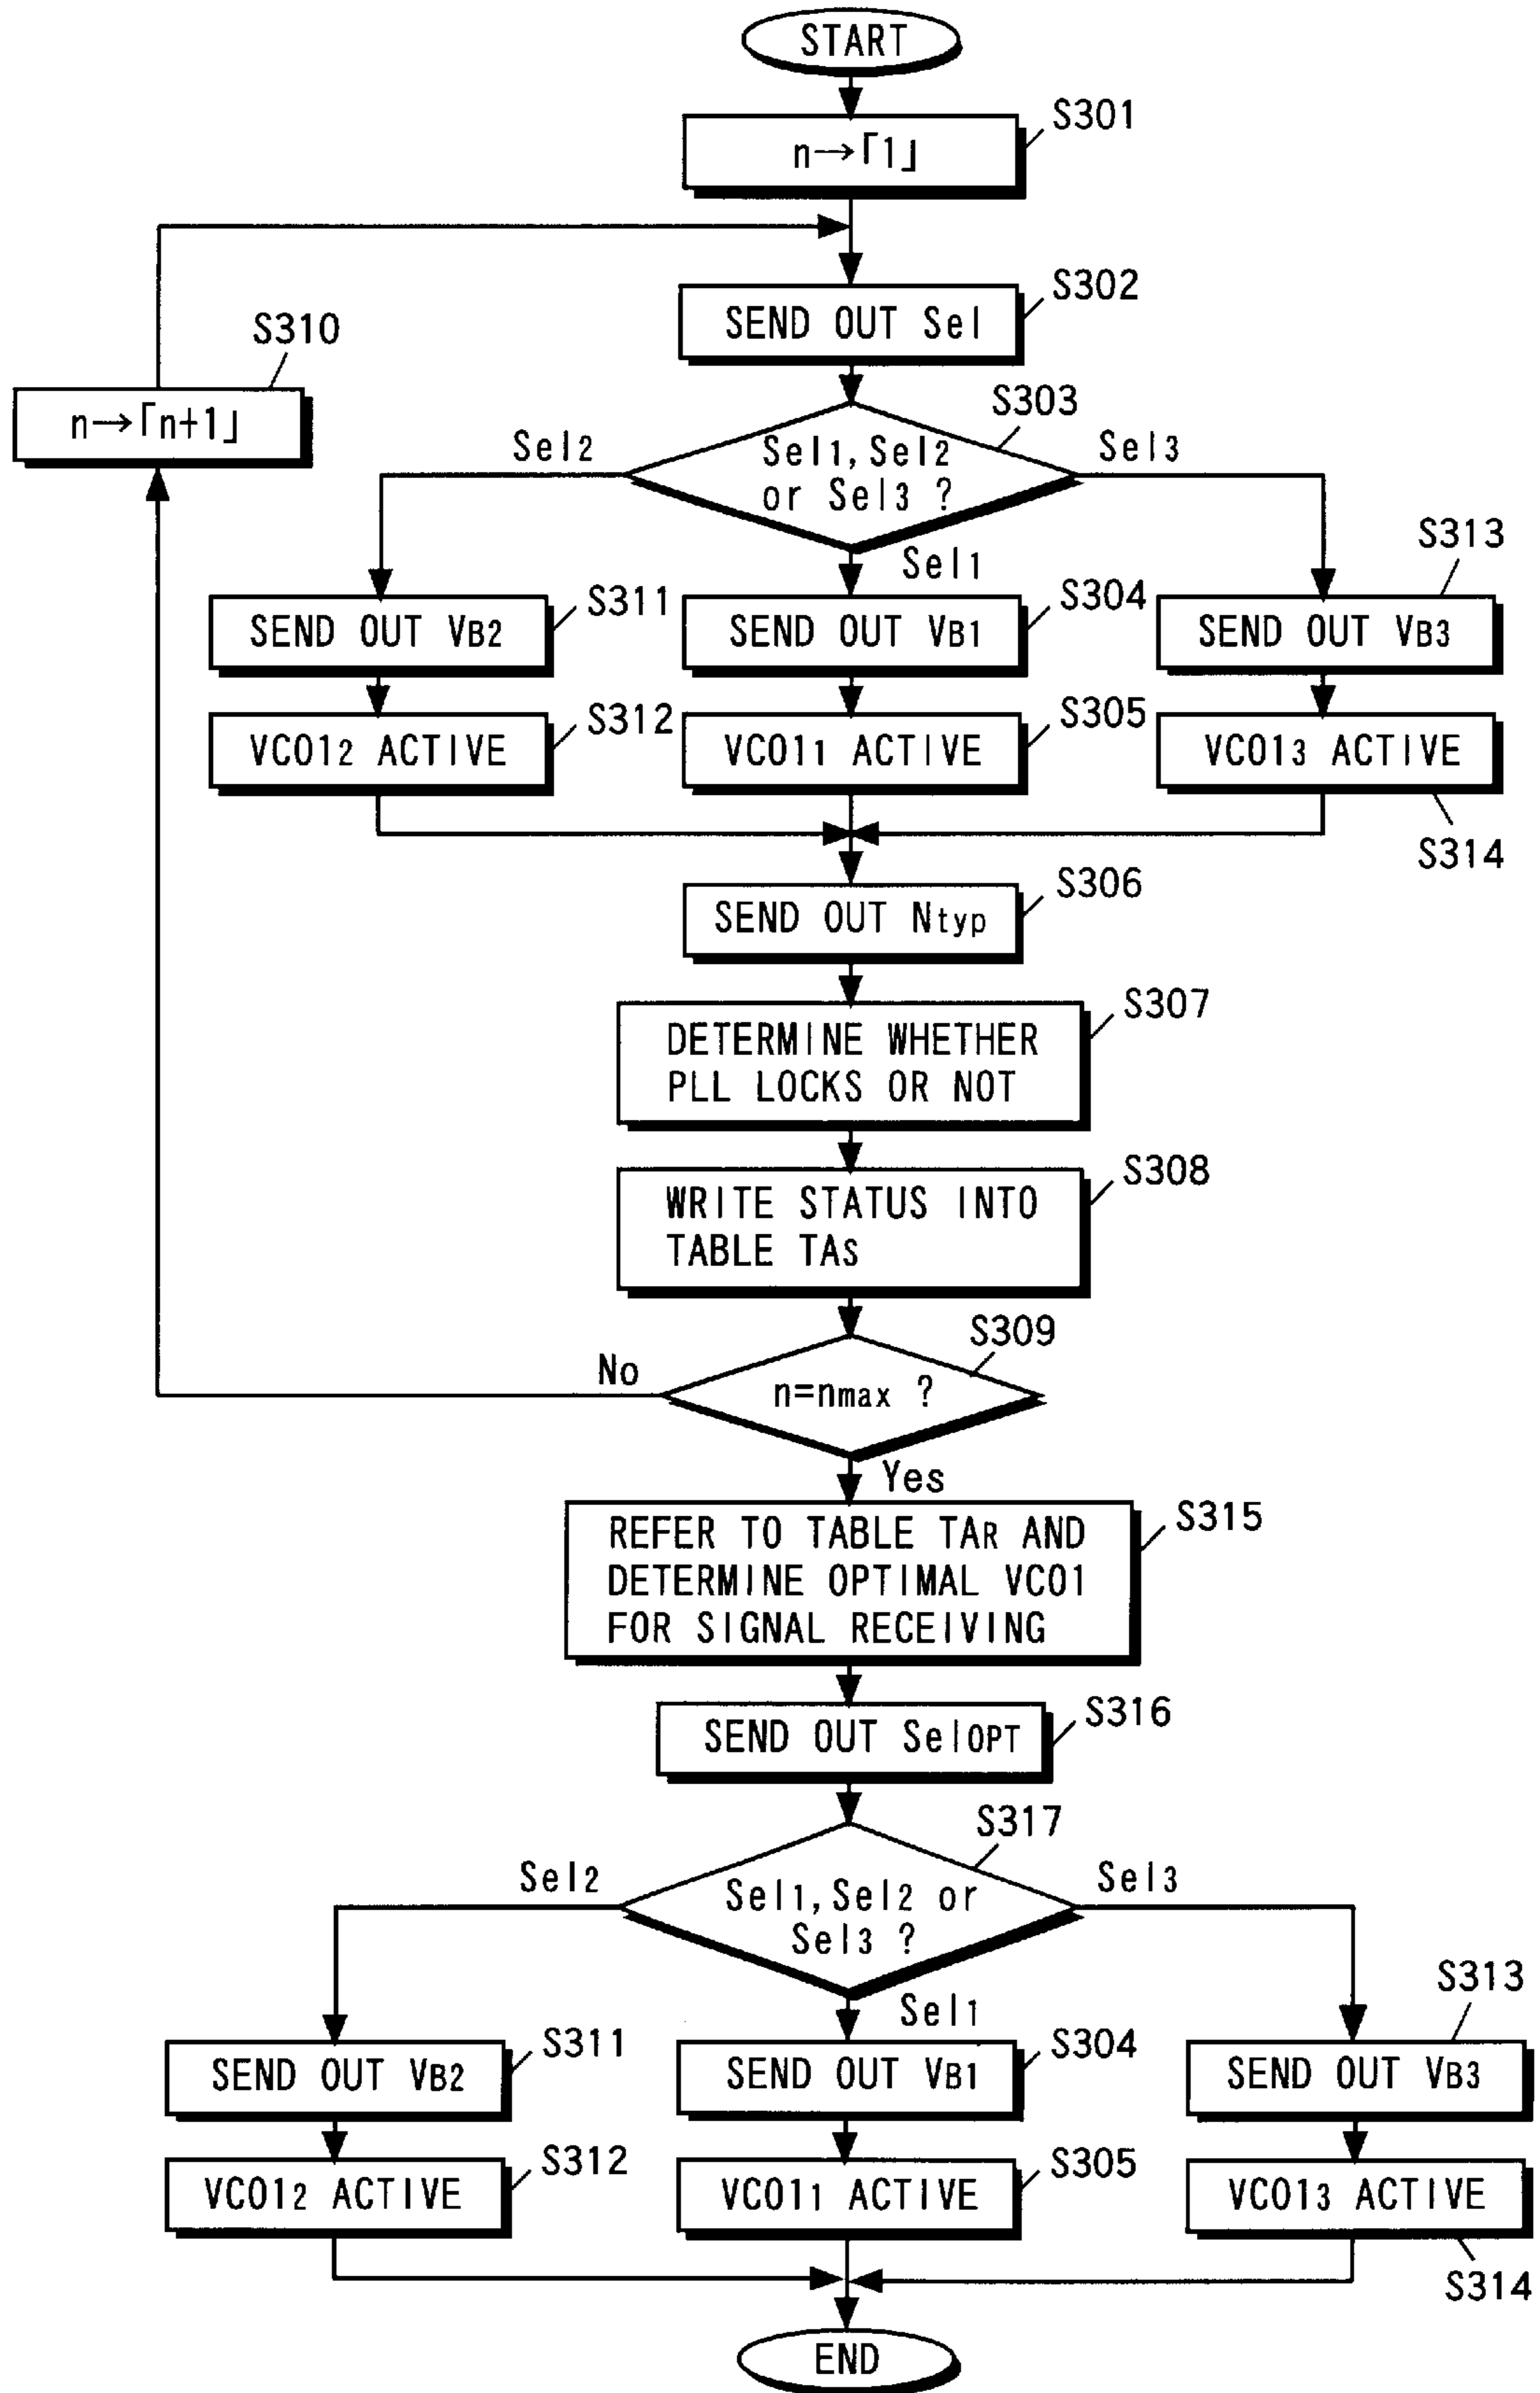 START
S301
n→「1」
S302
SEND OUT Sel
S310
n→「n+1」
S303
Sel2
Sel1, Sel2
or Sel3 ?
Sel3
Sel1
S313
S311
SEND OUT VB2
S304
SEND OUT VB1
SEND OUT VB3
S312
VCO12 ACTIVE
S305
VCO11 ACTIVE
VCO13 ACTIVE
S314
S306
SEND OUT Ntyp
S307
DETERMINE WHETHER
PLL LOCKS OR NOT
S308
WRITE STATUS INTO
TABLE TAS
S309
No
n=nmax ?
Yes
S315
REFER TO TABLE TAR AND
DETERMINE OPTIMAL VCO1
FOR SIGNAL RECEIVING
S316
SEND OUT SelOPT
S317
Sel2
Sel1, Sel2 or
Sel3 ?
Sel3
Sel1
S313
S311
SEND OUT VB2
S304
SEND OUT VB1
SEND OUT VB3
S312
VCO12 ACTIVE
S305
VCO11 ACTIVE
VCO13 ACTIVE
S314
END